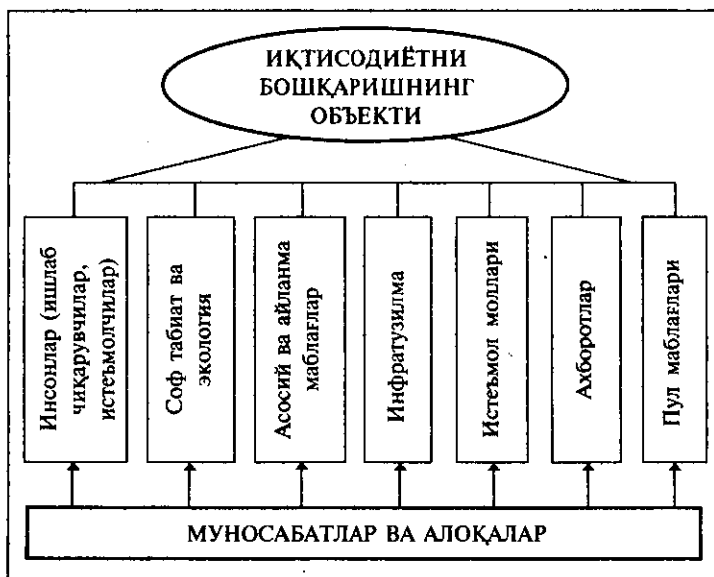 ИҚТИСОДИЁТНИ
БОШҚАРИШНИНГ
ОБЪЕКТИ
Инсонлар (ишлаб
чиқарувчилар,
истеъмолчилар)
Соф табиат ва
экология
Асосий ва айланма
маблағлар
Инфратузилма
Истеъмол моллари
Ахборотлар
Пул маблағлари
МУНОСАБАТЛАР ВА АЛОҚАЛАР